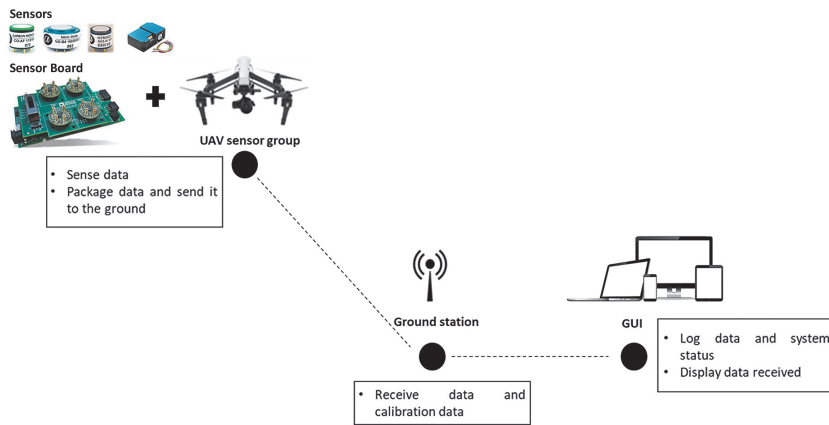 Sensors
Sensor Board
UAV sensor group
• Sense data
• Package data and send it
to the ground
Ground station
• Receive data and
calibration data
GUI
• Log data and system
status
• Display data received